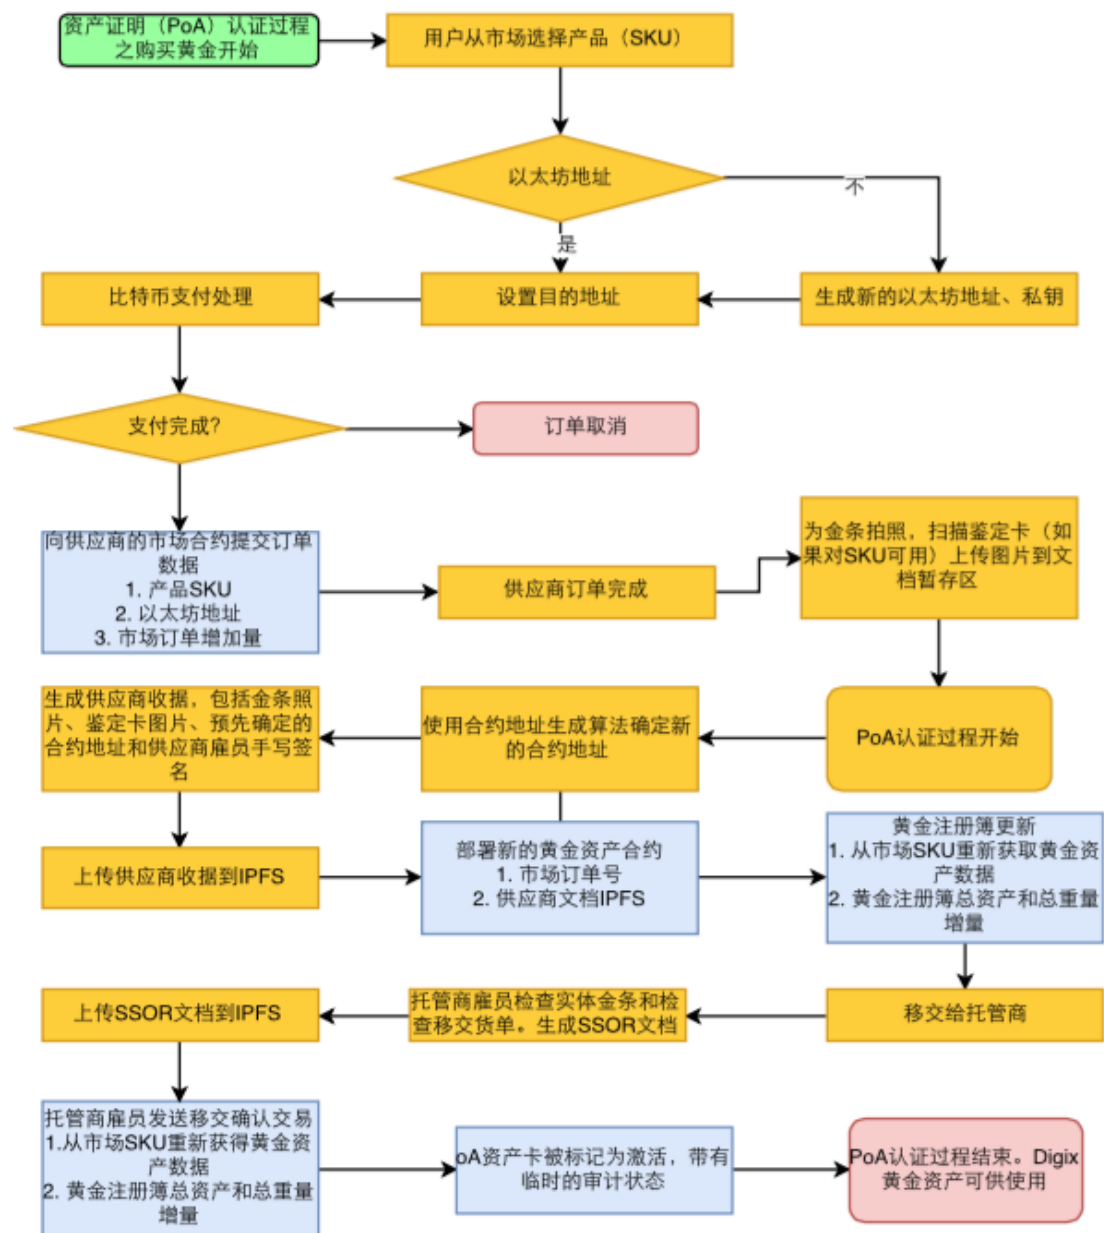 资产证明（PoA）认证过程
之购买黄金开始
用户从市场选择产品（SKU）
以太坊地址
不
是
比特币支付处理
设置目的地址
生成新的以太坊地址、私钥
支付完成？
订单取消
向供应商的市场合约提交订单
数据
1. 产品SKU
2. 以太坊地址
3. 市场订单增加量
供应商订单完成
为金条拍照，扫描鉴定卡（如
果对SKU可用）上传图片到文
档暂存区
生成供应商收据，包括金条照
片、鉴定卡图片、预先确定的
合约地址和供应商雇员手写签
名
使用合约地址生成算法确定新
的合约地址
PoA认证过程开始
上传供应商收据到IPFS
部署新的黄金资产合约
1. 市场订单号
2. 供应商文档IPFS
黄金注册簿更新
1. 从市场SKU重新获取黄金资
产数据
2. 黄金注册簿总资产和总重量
增量
上传SSOR文档到IPFS
托管商雇员检查实体金条和检
查移交货单。生成SSOR文档
移交给托管商
托管商雇员发送移交确认交易
1.从市场SKU重新获得黄金资
产数据
2. 黄金注册簿总资产和总重量
增量
oA资产卡被标记为激活，带有
临时的审计状态
PoA认证过程结束。Digix
黄金资产可供使用